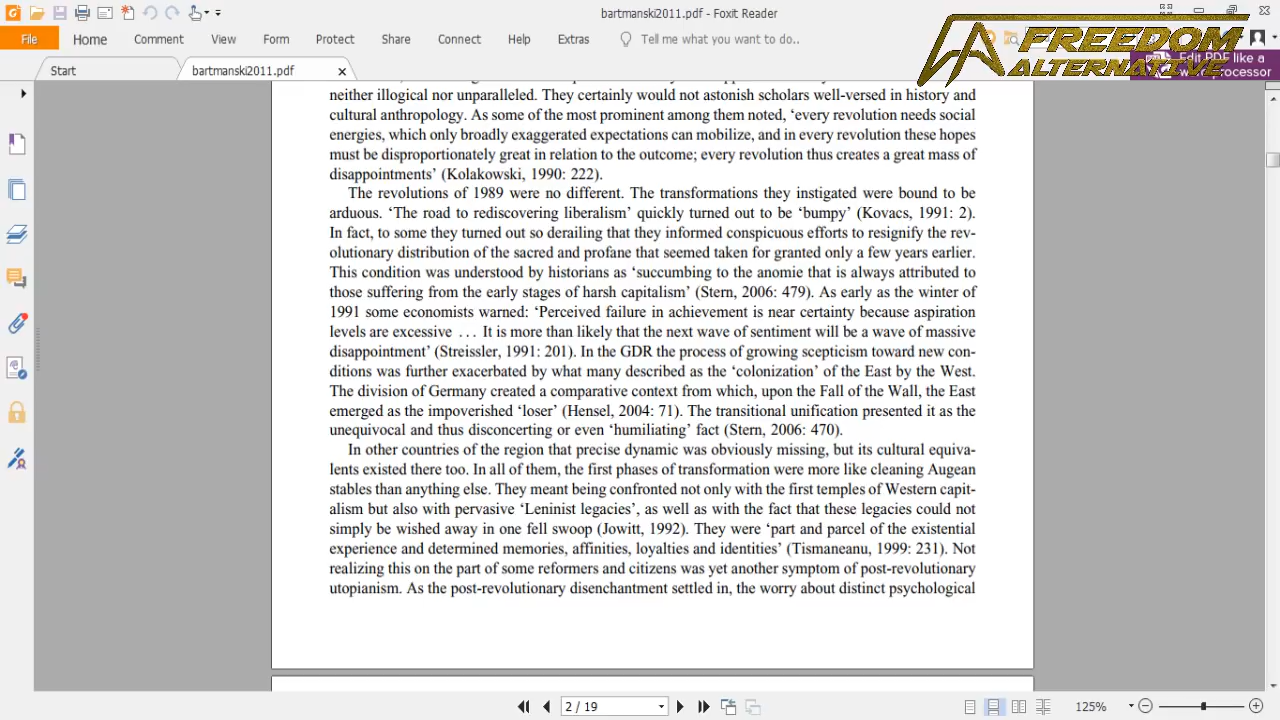 bartmanski2011.pdf - Foxit Reader
File Home Comment View Form Protect Share Connect Help Extras Tell me what you want to do..
FREEDOM
ALTERNATIVE
Edit PDF like a
processor
Start bartmanski2011.pdf
neither illogical nor unparalleled. They certainly would not astonish scholars well-versed in history and
cultural anthropology. As some of the most prominent among them noted, ‘every revolution needs social
energies, which only broadly exaggerated expectations can mobilize, and in every revolution these hopes
must be disproportionately great in relation to the outcome; every revolution thus creates a great mass of
disappointments’ (Kolakowski, 1990: 222).
The revolutions of 1989 were no different. The transformations they instigated were bound to be
arduous. ‘The road to rediscovering liberalism’ quickly turned out to be ‘bumpy’ (Kovacs, 1991: 2).
In fact, to some they turned out so derailing that they informed conspicuous efforts to resignify the rev-
olutionary distribution of the sacred and profane that seemed taken for granted only a few years earlier.
This condition was understood by historians as ‘succumbing to the anomie that is always attributed to
those suffering from the early stages of harsh capitalism’ (Stern, 2006: 479). As early as the winter of
1991 some economists warned: ‘Perceived failure in achievement is near certainty because aspiration
levels are excessive … It is more than likely that the next wave of sentiment will be a wave of massive
disappointment’ (Streissler, 1991: 201). In the GDR the process of growing scepticism toward new con-
ditions was further exacerbated by what many described as the ‘colonization’ of the East by the West.
The division of Germany created a comparative context from which, upon the Fall of the Wall, the East
emerged as the impoverished ‘loser’ (Hensel, 2004: 71). The transitional unification presented it as the
unequivocal and thus disconcerting or even ‘humiliating’ fact (Stern, 2006: 470).
In other countries of the region that precise dynamic was obviously missing, but its cultural equiva-
lents existed there too. In all of them, the first phases of transformation were more like cleaning Augean
stables than anything else. They meant being confronted not only with the first temples of Western capit-
alism but also with pervasive ‘Leninist legacies’, as well as with the fact that these legacies could not
simply be wished away in one fell swoop (Jowitt, 1992). They were ‘part and parcel of the existential
experience and determined memories, affinities, loyalties and identities’ (Tismaneanu, 1999: 231). Not
realizing this on the part of some reformers and citizens was yet another symptom of post-revolutionary
utopianism. As the post-revolutionary disenchantment settled in, the worry about distinct psychological
2 / 19 125%